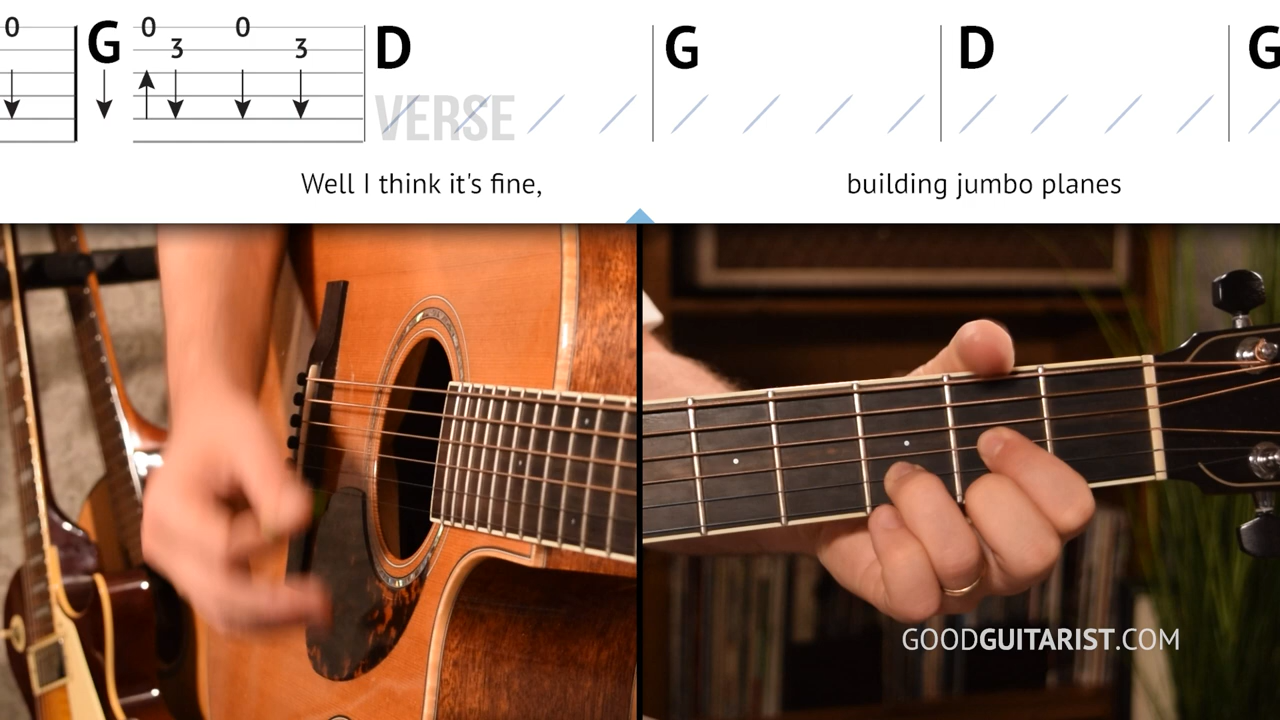 0 G 0 3 0 3 D G D G
VERSE
Well I think it's fine, building jumbo planes
GOODGUITARIST.COM